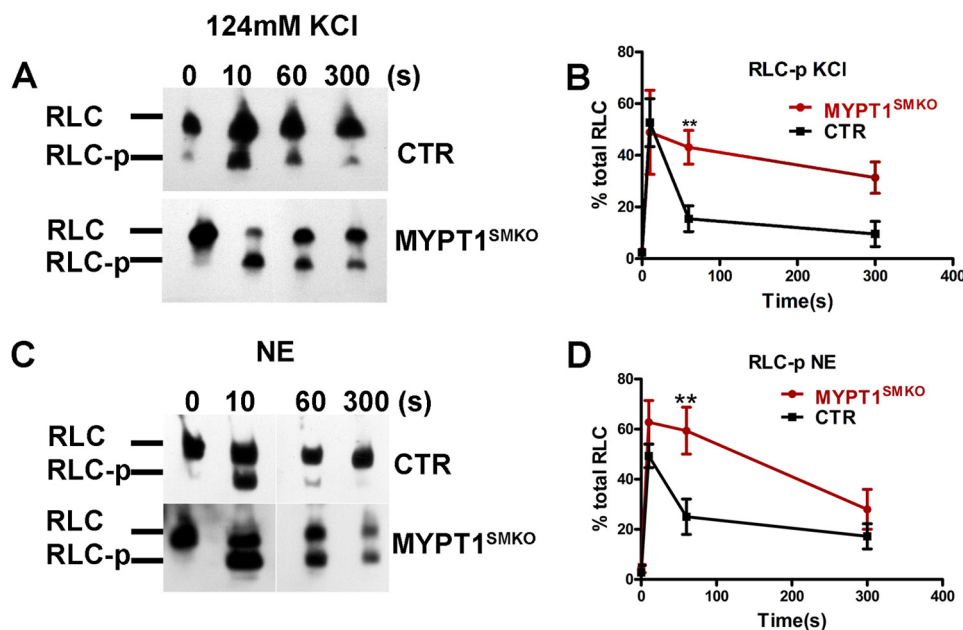 124mM KCl
A
0 10 60 300 (s)
RLC
RLC-p
CTR
RLC
RLC-p
MYPT1SMKO
B
RLC-p KCl
MYPT1SMKO
CTR
**
% total RLC
80
60
40
20
0
0 100 200 300 400
Time(s)
C
NE
0 10 60 300 (s)
RLC
RLC-p
CTR
RLC
RLC-p
MYPT1SMKO
D
RLC-p NE
MYPT1SMKO
CTR
**
% total RLC
80
60
40
20
0
0 100 200 300 400
Time(s)